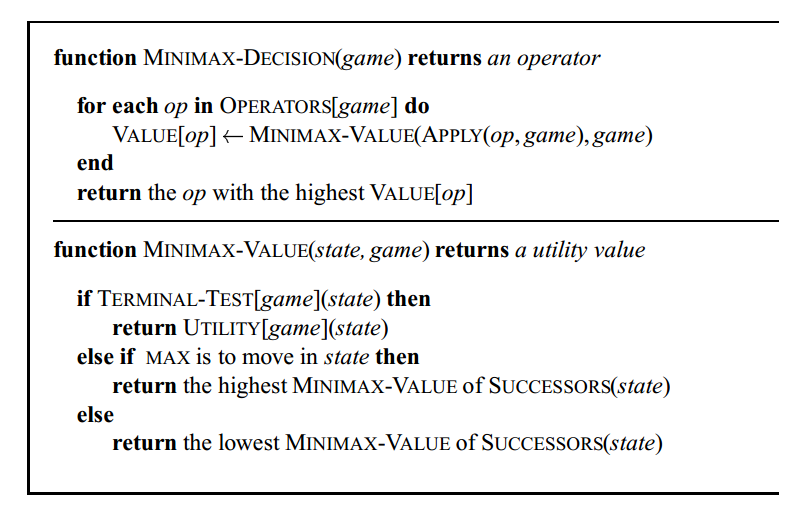 function MINIMAX-DECISION(game) returns an operator
for each op in OPERATORS[game] do
VALUE[op] ← MINIMAX-VALUE(APPLY(op, game), game)
end
return the op with the highest VALUE[op]
function MINIMAX-VALUE(state, game) returns a utility value
if TERMINAL-TEST[game](state) then
return UTILITY[game](state)
else if MAX is to move in state then
return the highest MINIMAX-VALUE of SUCCESSORS(state)
else
return the lowest MINIMAX-VALUE of SUCCESSORS(state)